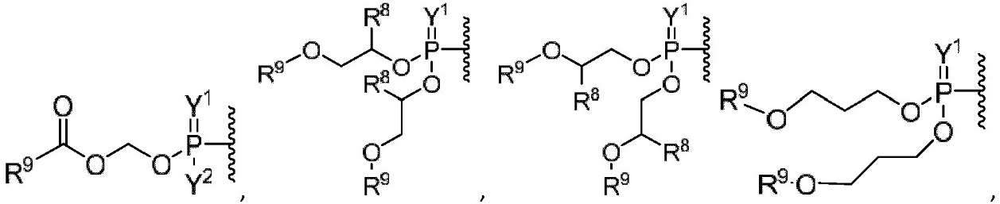 O Y¹
P
R⁹ O O
Y² ,
R⁸ Y¹
O P
R⁹ O
R⁸ O
O
R⁹ ,
Y¹
O P
R⁹ O
R⁸ O
O R⁸
R⁹ ,
Y¹
R⁹ P
O O
O
R⁹ O ,